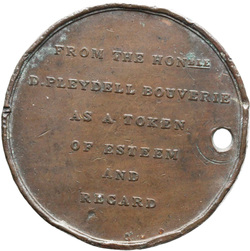 FROM THE HONBLE
D. PLEYDELL BOUVERIE
AS A TOKEN
OF ESTEEM
AND
REGARD